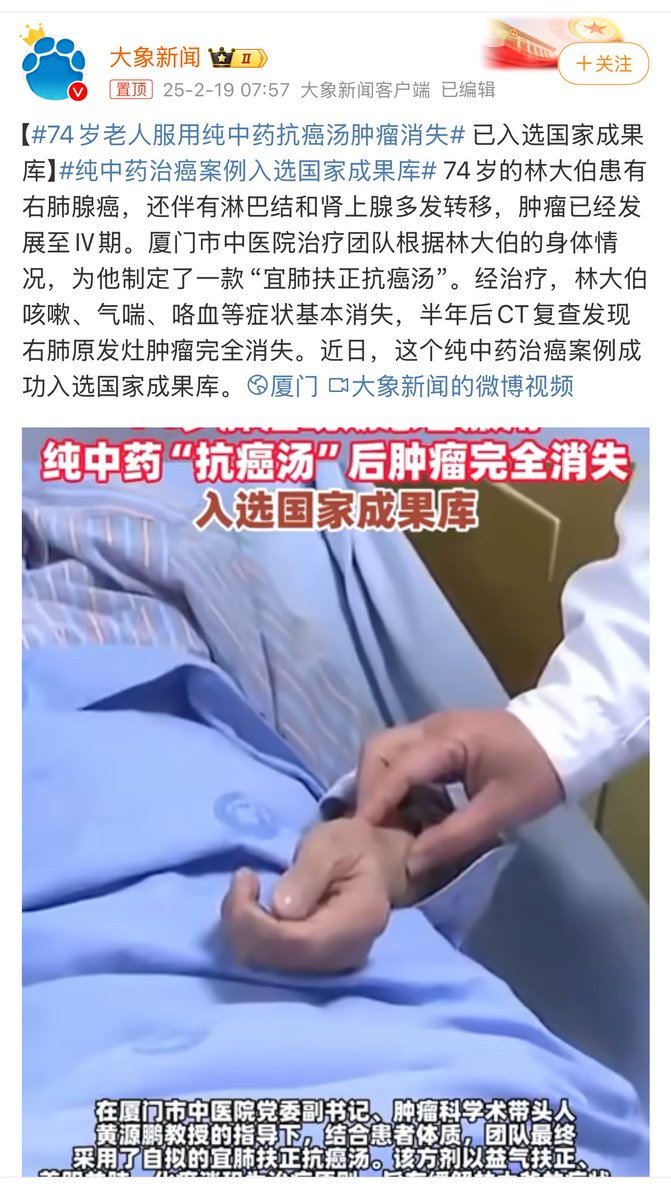 大象新闻 II
+关注
置顶 25-2-19 07:57 大象新闻客户端 已编辑
【#74岁老人服用纯中药抗癌汤肿瘤消失# 已入选国家成果
库】#纯中药治癌案例入选国家成果库# 74岁的林大伯患有
右肺腺癌，还伴有淋巴结和肾上腺多发转移，肿瘤已经发
展至Ⅳ期。厦门市中医院治疗团队根据林大伯的身体情
况，为他制定了一款“宜肺扶正抗癌汤”。经治疗，林大伯
咳嗽、气喘、咯血等症状基本消失，半年后CT复查发现
右肺原发灶肿瘤完全消失。近日，这个纯中药治癌案例成
功入选国家成果库。厦门 大象新闻的微博视频
纯中药“抗癌汤”后肿瘤完全消失
入选国家成果库
在厦门市中医院党委副书记、肿瘤科学术带头人
黄源鹏教授的指导下，结合患者体质，团队最终
采用了自拟的宜肺扶正抗癌汤。该方剂以益气扶正、